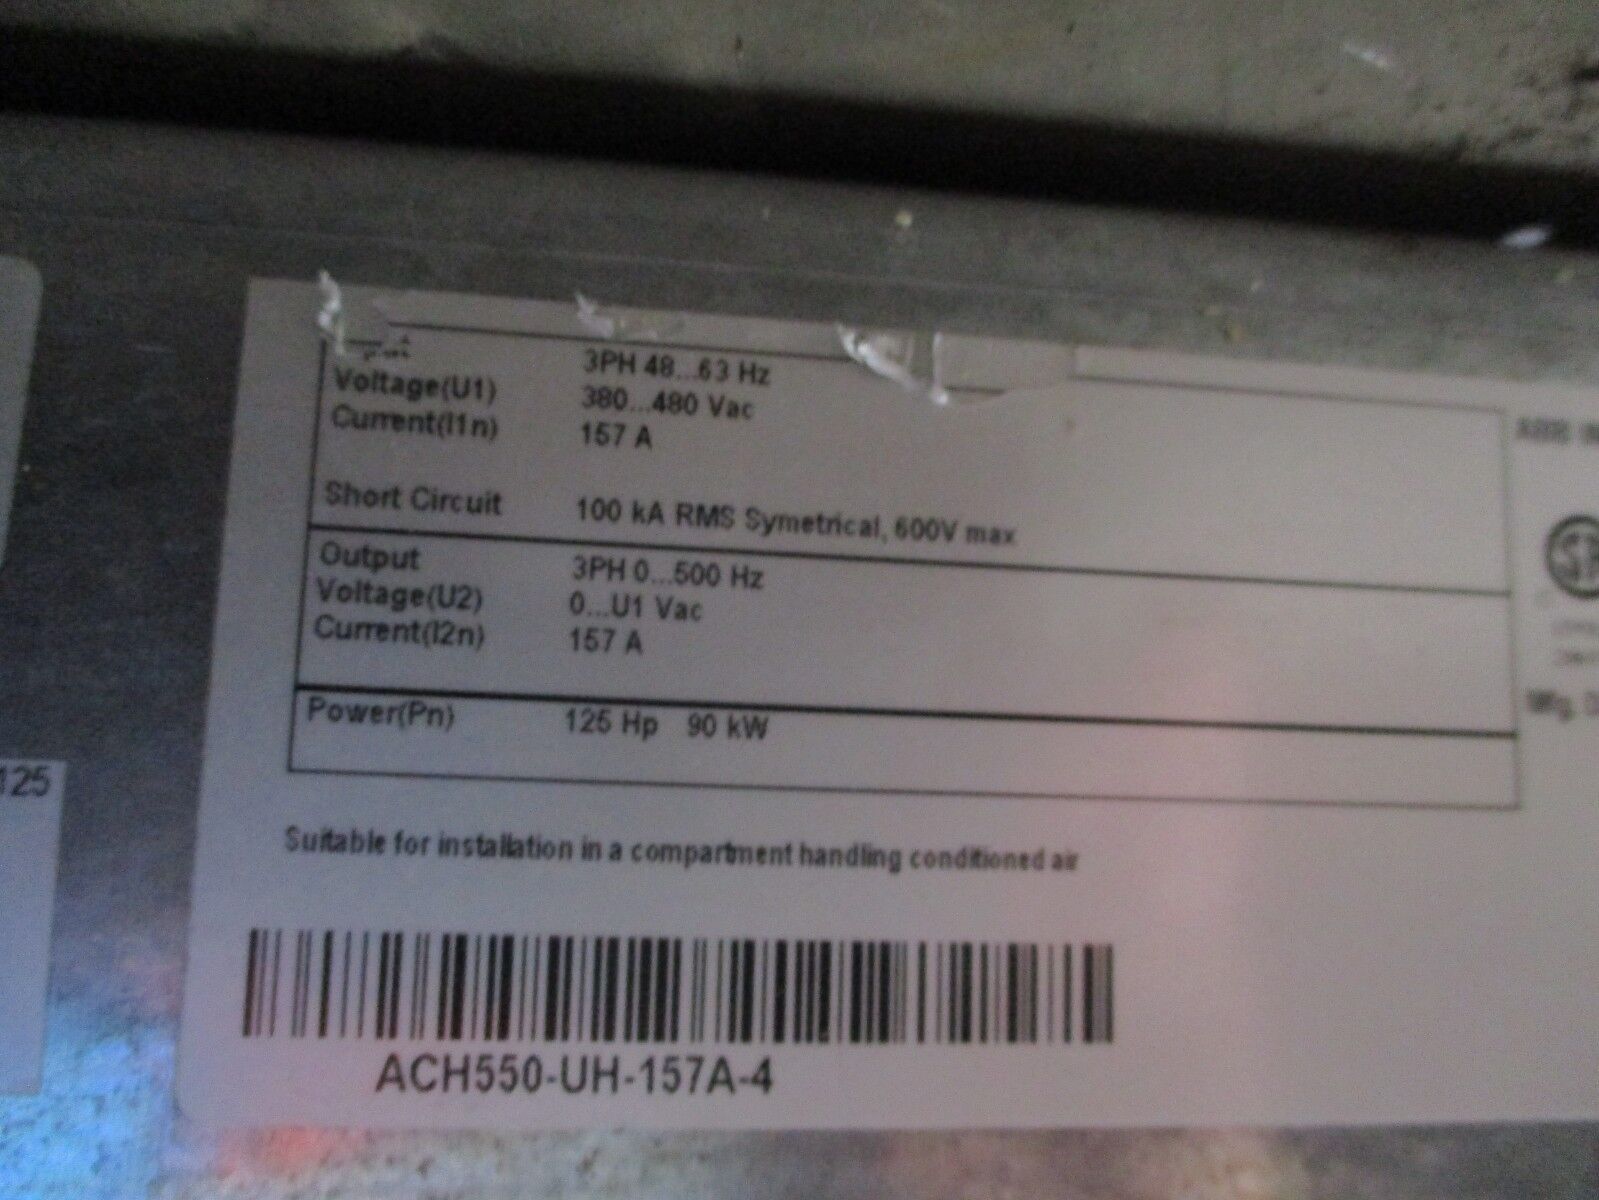 3PH 48...63 Hz
Voltage(U1) 380...480 Vac
Current(I1n) 157 A
Short Circuit 100 kA RMS Symetrical, 600V max
Output 3PH 0...500 Hz
Voltage(U2) 0...U1 Vac
Current(I2n) 157 A
Power(Pn) 125 Hp 90 kW
Suitable for installation in a compartment handling conditioned air
ACH550-UH-157A-4
125
ABB
Mfg.